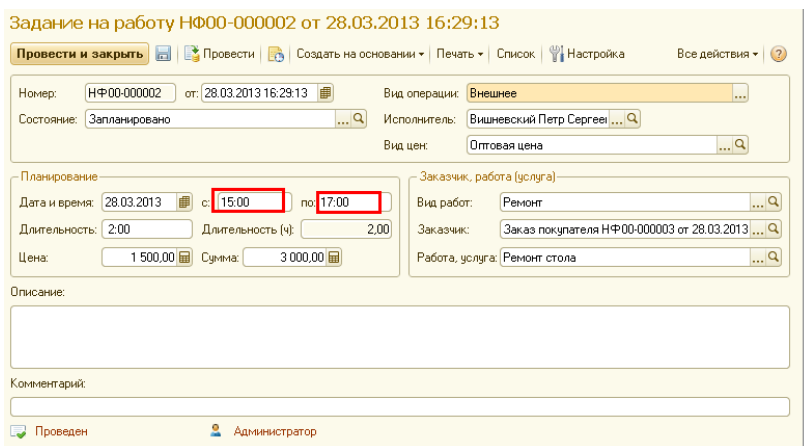 Задание на работу НФ00-000002 от 28.03.2013 16:29:13
Провести и закрыть Провести Создать на основании Печать Список Настройка Все действия ?
Номер: НФ00-000002 от: 28.03.2013 16:29:13 Вид операции: Внешнее ...
Состояние: Запланировано ... Исполнитель: Вишневский Петр Сергее ...
Вид цен: Оптовая цена ...
Планирование Заказчик, работа (услуга)
Дата и время: 28.03.2013 с: 15:00 по: 17:00 Вид работ: Ремонт ...
Длительность: 2:00 Длительность (ч): 2,00 Заказчик: Заказ покупателя НФ00-000003 от 28.03.2013 ...
Цена: 1 500,00 Сумма: 3 000,00 Работа, услуга: Ремонт стола ...
Описание:
Комментарий:
Проведен Администратор